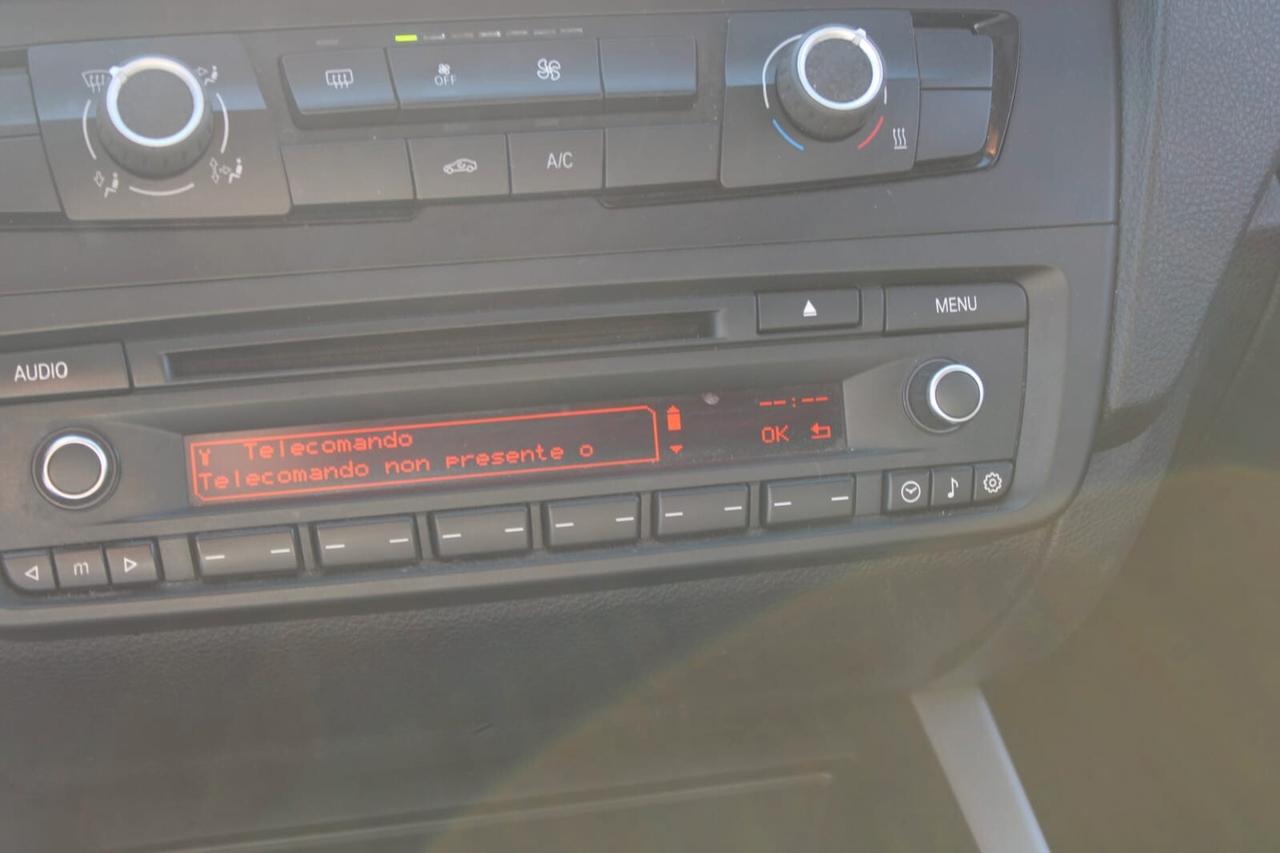 OFF
A/C
MENU
AUDIO
Telecomando
--:--
Telecomando non presente o
OK
m